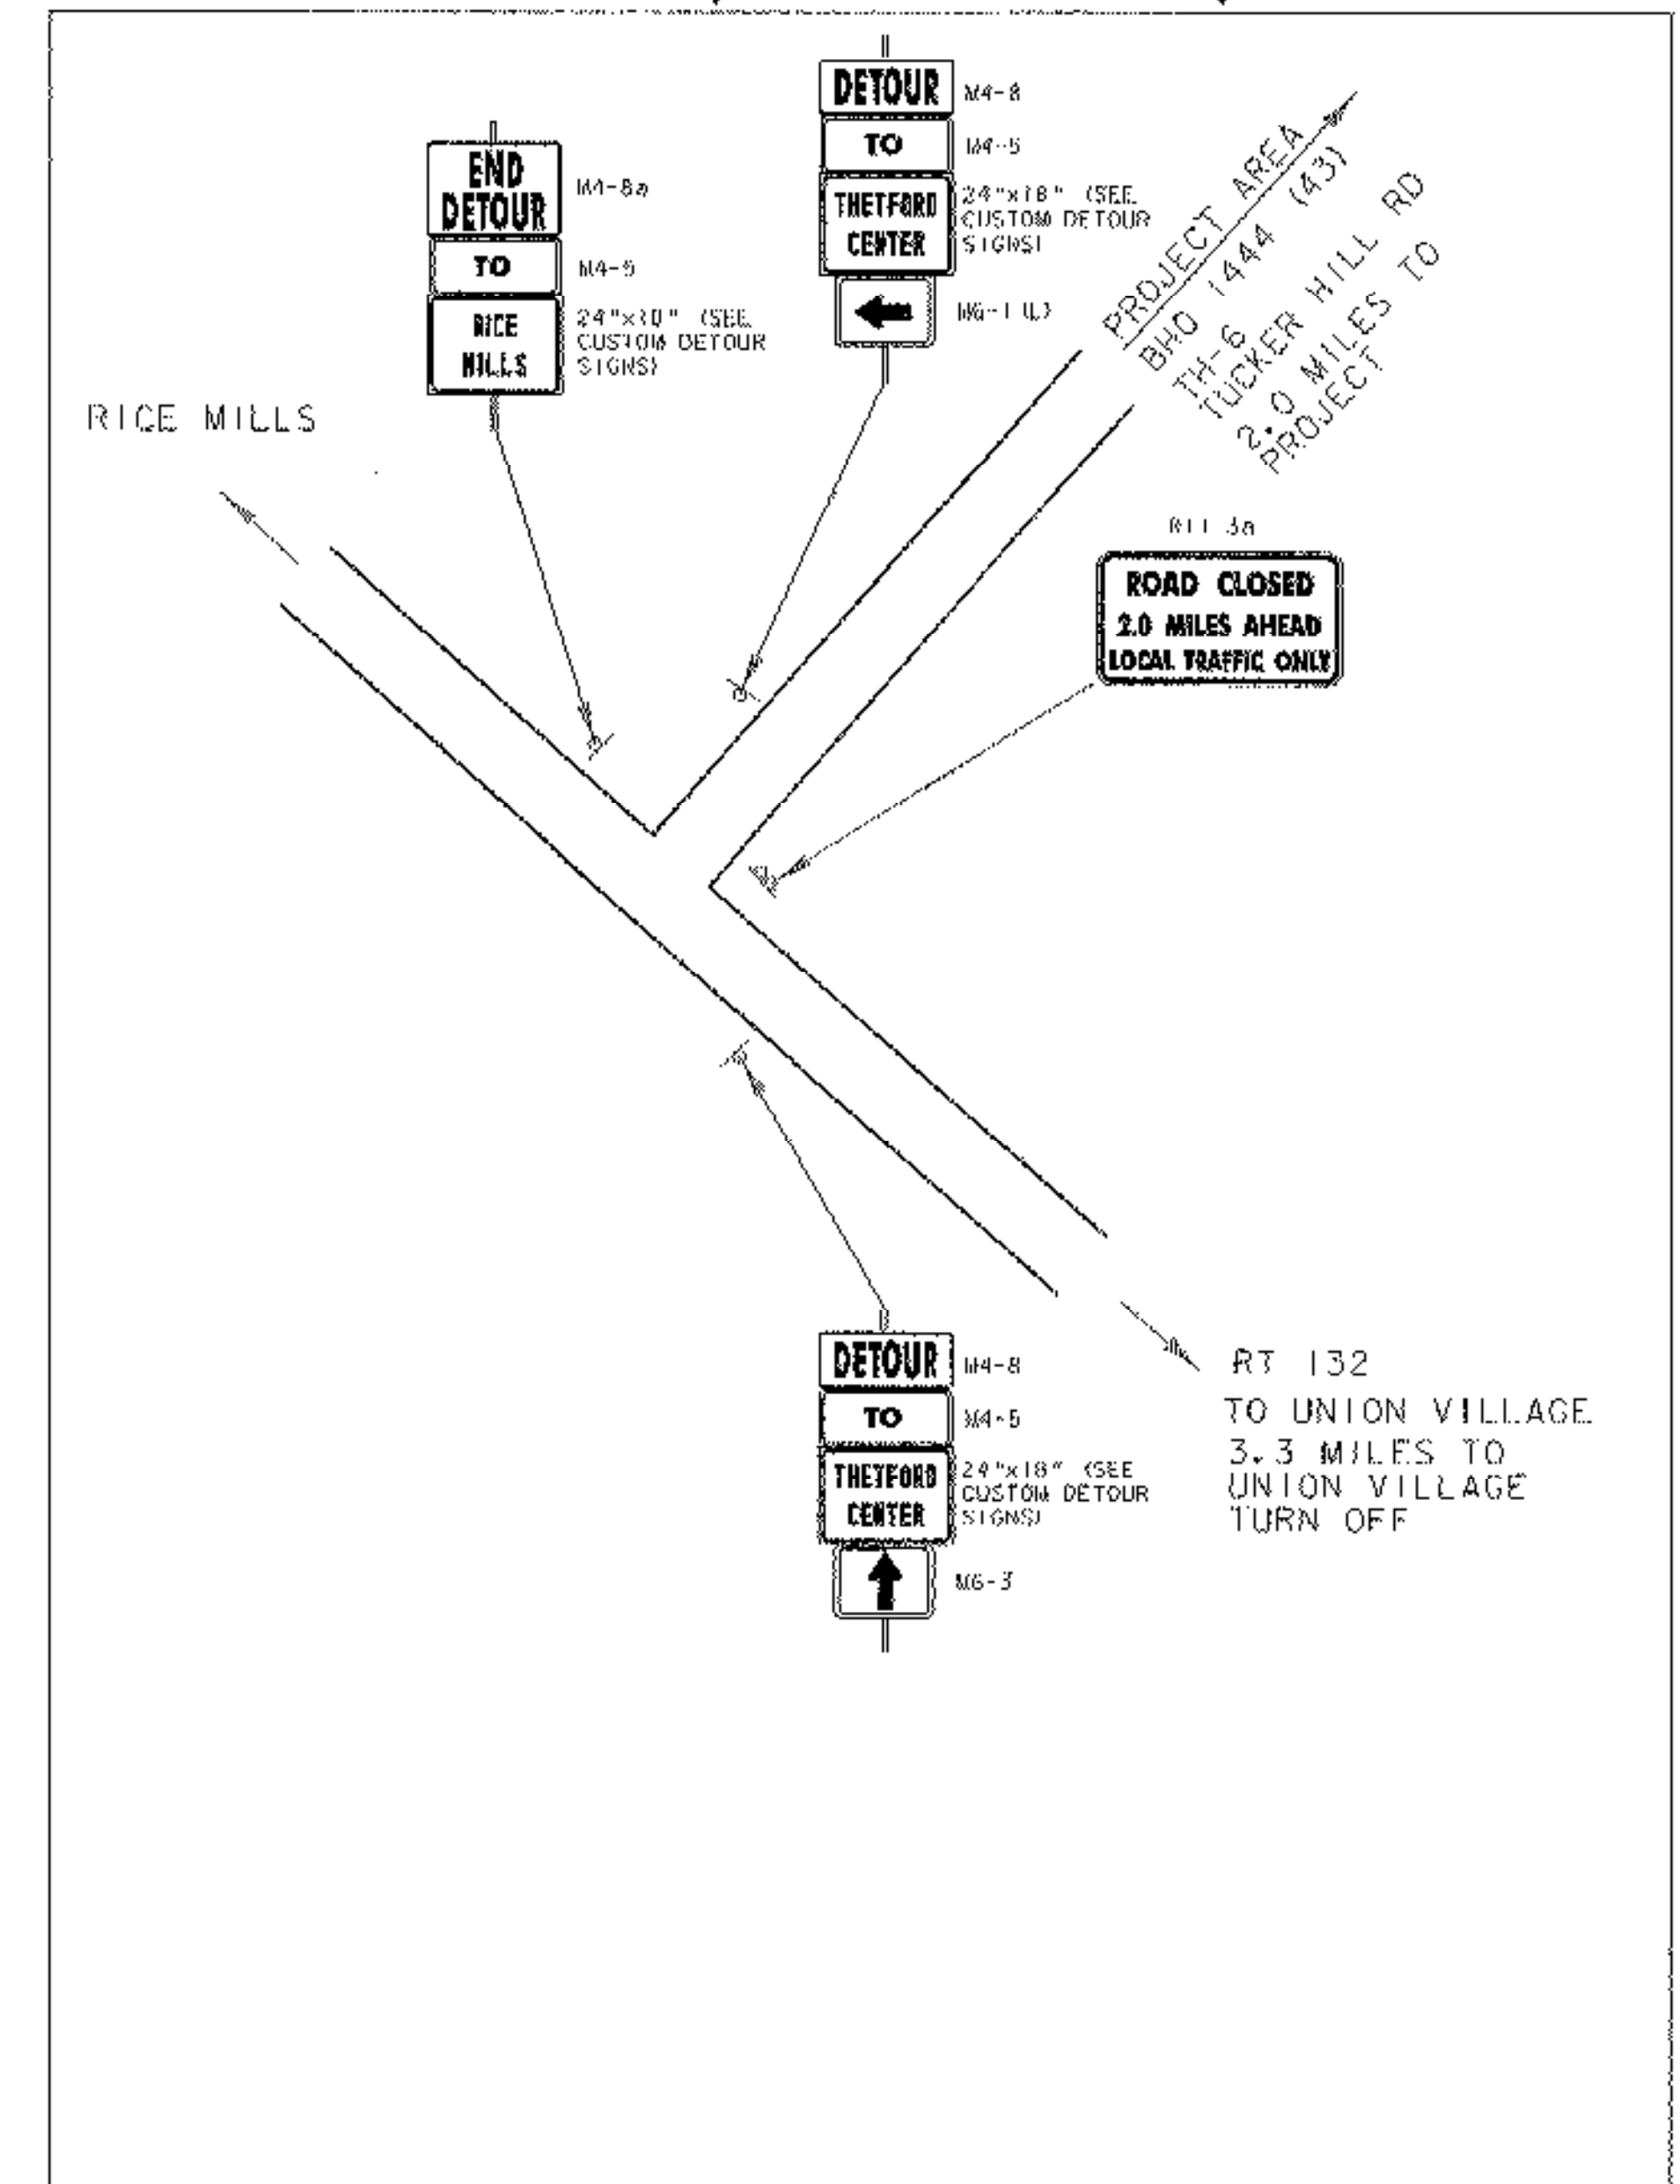 DETOUR M4-8
TO M4-5
THETFORD
CENTER
24"x18" (SEE
CUSTOM DETOUR
SIGNS)
M6-1 (L)
END
DETOUR
M4-8a
TO M4-5
RICE
MILLS
(SEE
CUSTOM DETOUR
SIGNS)
RICE MILLS
PROJECT AREA
BHO 1444 (43)
TH-6
TUCKER HILL RD
2.0 MILES TO
PROJECT
R11-3a
ROAD CLOSED
2.0 MILES AHEAD
LOCAL TRAFFIC ONLY
DETOUR M4-8
TO M4-5
THETFORD
CENTER
24"x18" (SEE
CUSTOM DETOUR
SIGNS)
M6-3
RT 132
TO UNION VILLAGE
3.3 MILES TO
UNION VILLAGE
TURN OFF